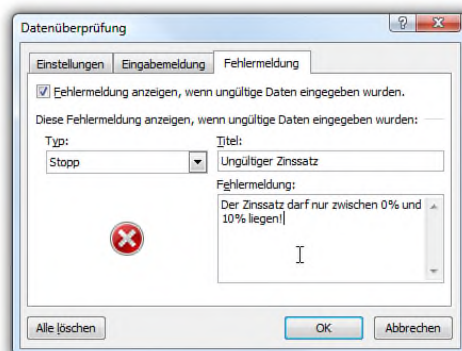 Datenüberprüfung
Einstellungen Eingabemeldung Fehlermeldung
Fehlermeldung anzeigen, wenn ungültige Daten eingegeben wurden.
Diese Fehlermeldung anzeigen, wenn ungültige Daten eingegeben wurden:
Typ: Titel:
Stopp Ungültiger Zinssatz
Fehlermeldung:
Der Zinssatz darf nur zwischen 0% und
10% liegen!
Alle löschen OK Abbrechen